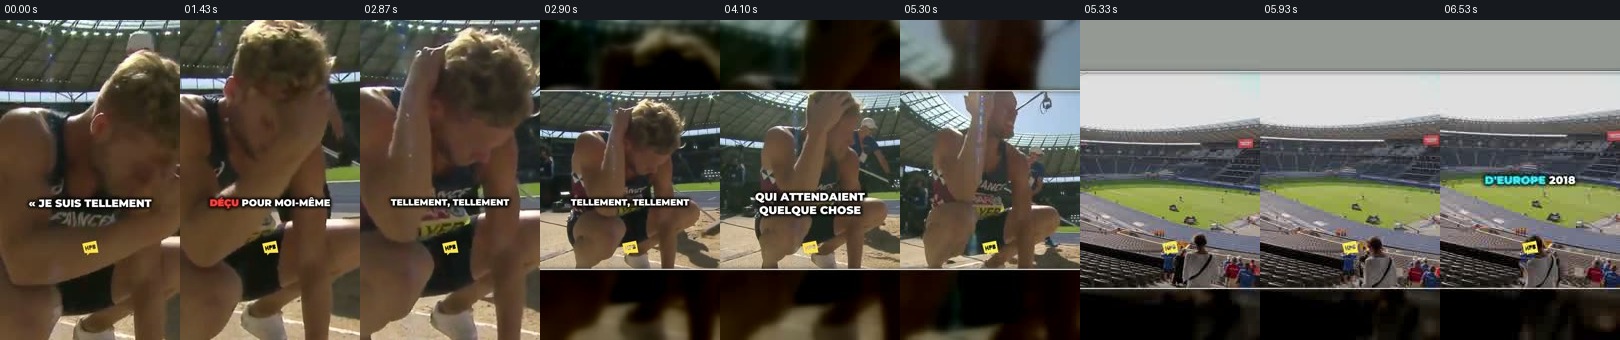 00.00 s
01.43 s
02.87 s
02.90 s
04.10 s
05.30 s
05.33 s
05.93 s
06.53 s
« JE SUIS TELLEMENT
DÉÇU POUR MOI-MÊME
TELLEMENT, TELLEMENT
TELLEMENT, TELLEMENT
QUI ATTENDAIENT
QUELQUE CHOSE
D'EUROPE 2018